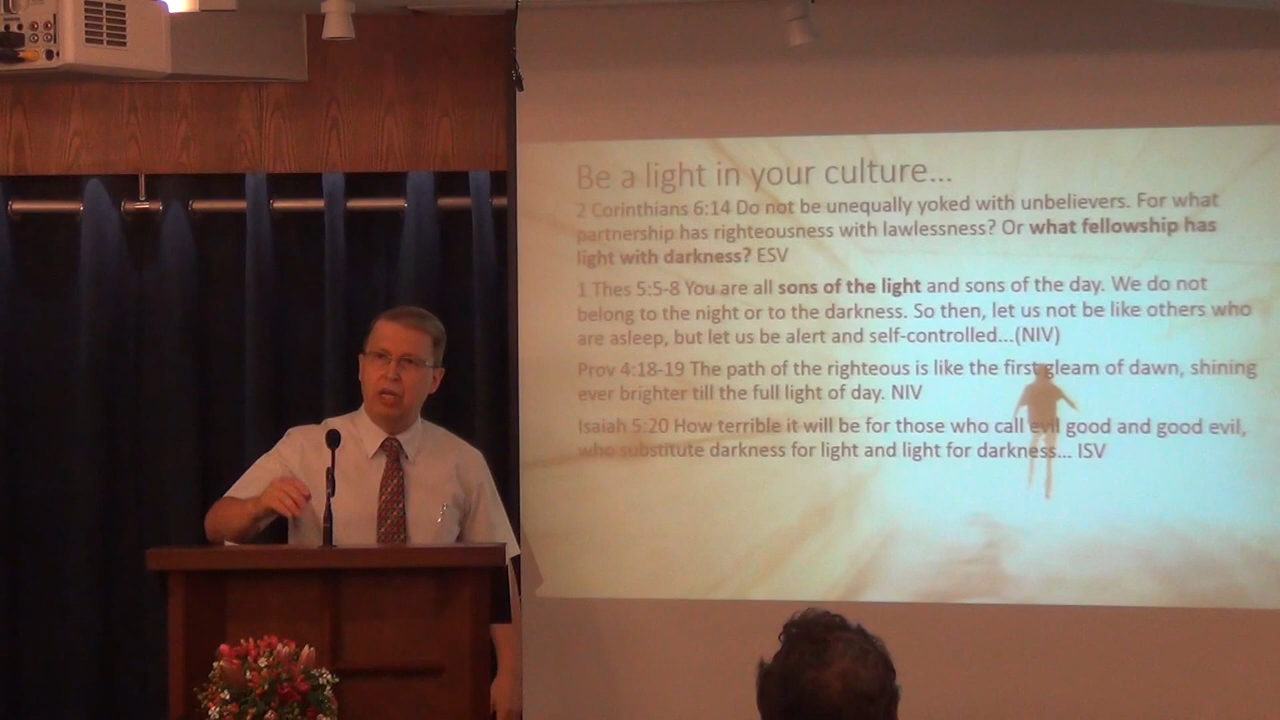 Be a light in your culture...
2 Corinthians 6:14 Do not be unequally yoked with unbelievers. For what
partnership has righteousness with lawlessness? Or what fellowship has
light with darkness? ESV
1 Thes 5:5-8 You are all sons of the light and sons of the day. We do not
belong to the night or to the darkness. So then, let us not be like others who
are asleep, but let us be alert and self-controlled...(NIV)
Prov 4:18-19 The path of the righteous is like the first gleam of dawn, shining
ever brighter till the full light of day. NIV
Isaiah 5:20 How terrible it will be for those who call evil good and good evil,
who substitute darkness for light and light for darkness... ISV